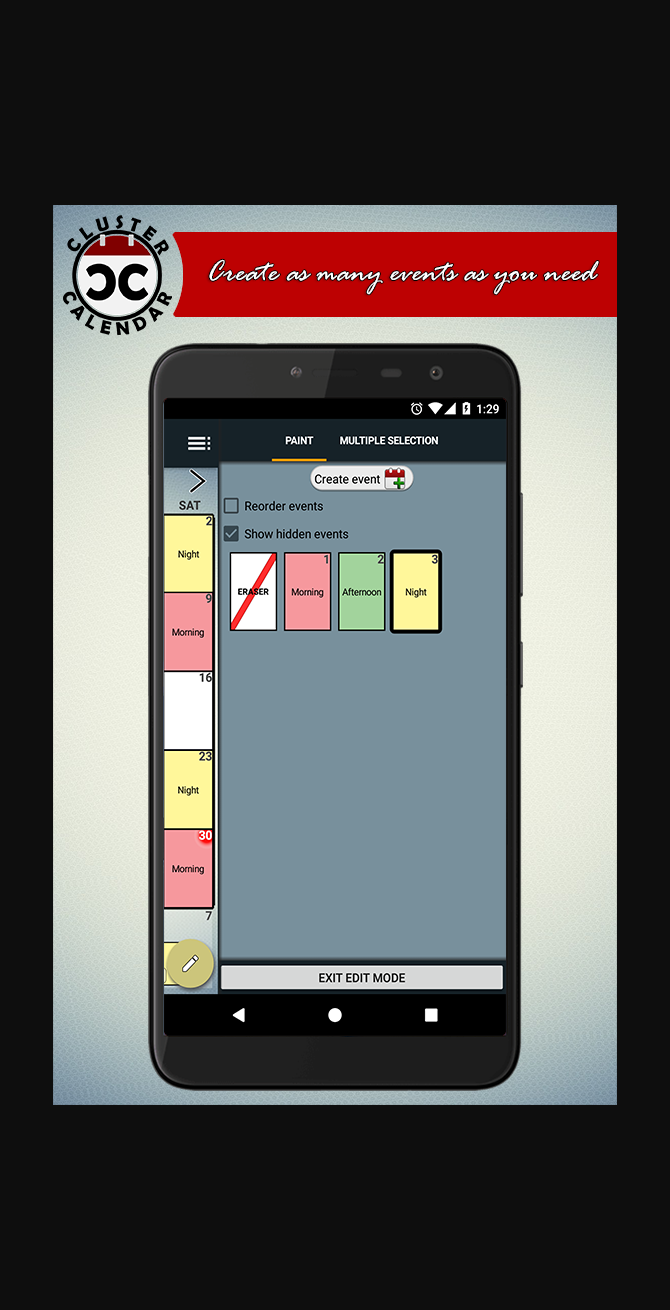 CLUSTER
CALENDAR
Create as many events as you need
1:29
PAINT
MULTIPLE SELECTION
Create event
SAT
Reorder events
Show hidden events
2
Night
9
Morning
16
23
Night
30
Morning
7
ERASER
1
Morning
2
Afternoon
3
Night
EXIT EDIT MODE